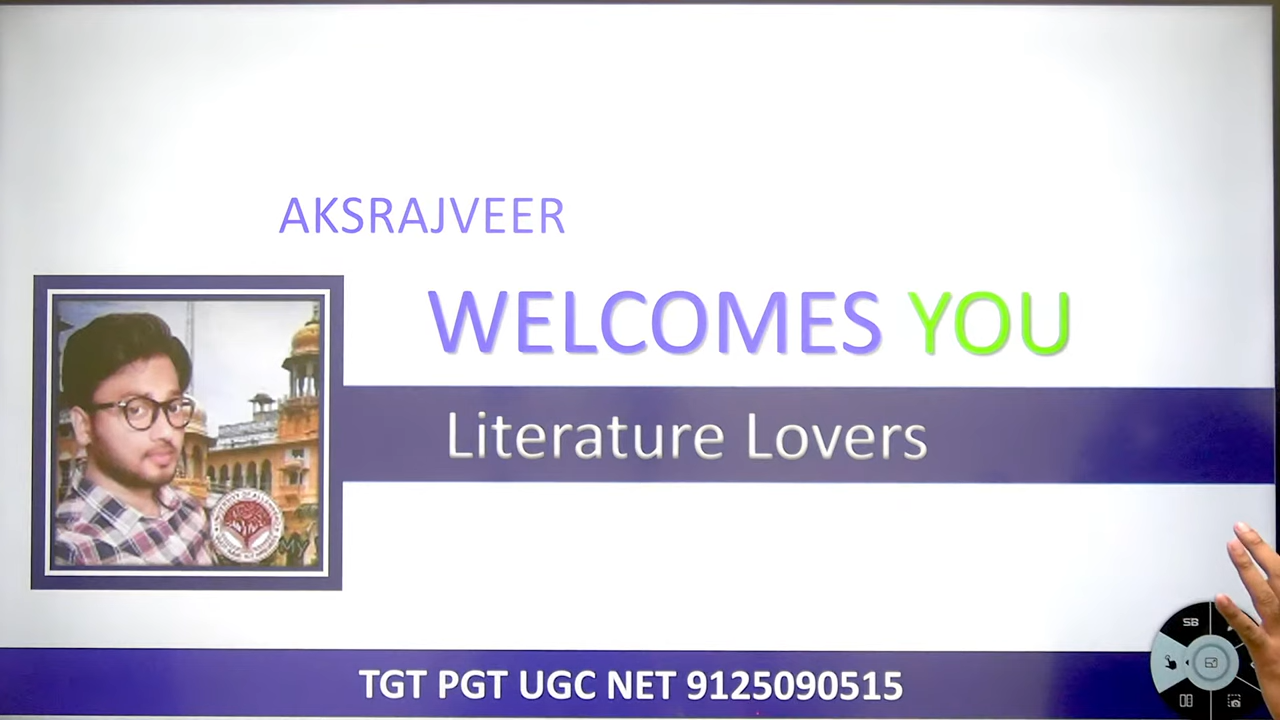 AKSRAJVEER
WELCOMES YOU
Literature Lovers
TGT PGT UGC NET 9125090515